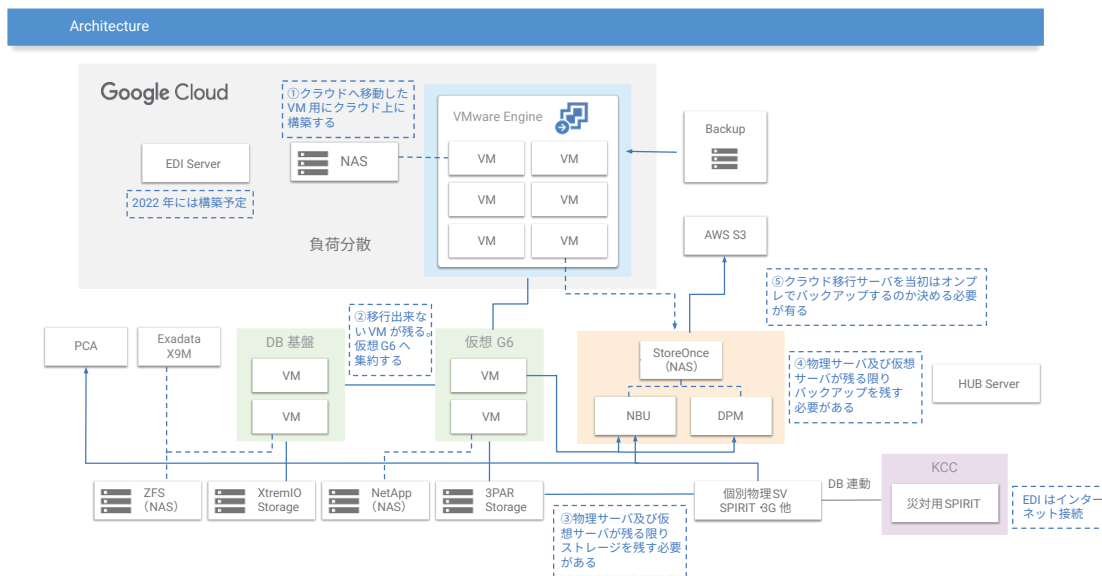 Architecture
Google Cloud
①クラウドへ移動した
VM 用にクラウド上に
構築する
VMware Engine
Backup
EDI Server
NAS
VM
VM
2022 年には構築予定
VM
VM
負荷分散
VM
VM
AWS S3
⑤クラウド移行サーバを当初はオンプ
レでバックアップするのか決める必要
が有る
②移行出来な
い VM が残る。
仮想 G6 へ
集約する
PCA
Exadata
X9M
DB 基盤
VM
VM
仮想 G6
VM
VM
StoreOnce
（NAS）
NBU
DPM
④物理サーバ及び仮想
サーバが残る限り
バックアップを残す
必要がある
HUB Server
ZFS
（NAS）
XtremIO
Storage
NetApp
（NAS）
3PAR
Storage
個別物理SV
SPIRIT ･3G 他
DB 連動
KCC
災対用 SPIRIT
EDI はインター
ネット接続
③物理サーバ及び仮
想サーバが残る限り
ストレージを残す必要
がある